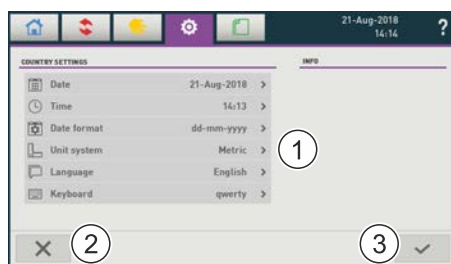 21-Aug-2018
14:14
?
COUNTRY SETTINGS
INFO
Date 21-Aug-2018 >
Time 14:13 >
Date format dd-mm-yyyy >
Unit system Metric >
Language English >
Keyboard qwerty >
1
2
3